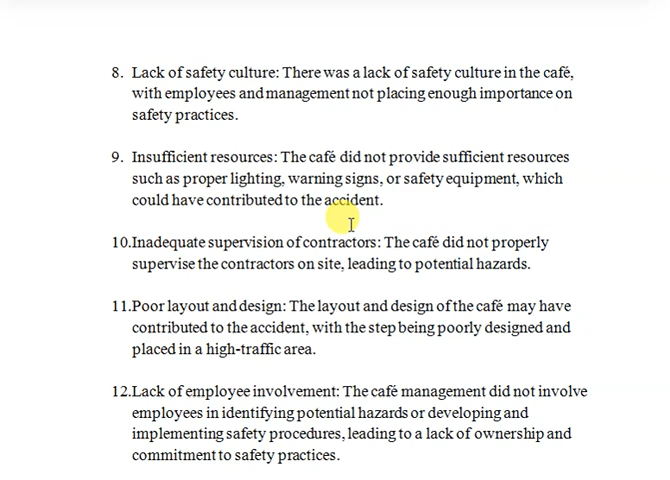 8. Lack of safety culture: There was a lack of safety culture in the café,
with employees and management not placing enough importance on
safety practices.
9. Insufficient resources: The café did not provide sufficient resources
such as proper lighting, warning signs, or safety equipment, which
could have contributed to the accident.
10.Inadequate supervision of contractors: The café did not properly
supervise the contractors on site, leading to potential hazards.
11.Poor layout and design: The layout and design of the café may have
contributed to the accident, with the step being poorly designed and
placed in a high-traffic area.
12.Lack of employee involvement: The café management did not involve
employees in identifying potential hazards or developing and
implementing safety procedures, leading to a lack of ownership and
commitment to safety practices.